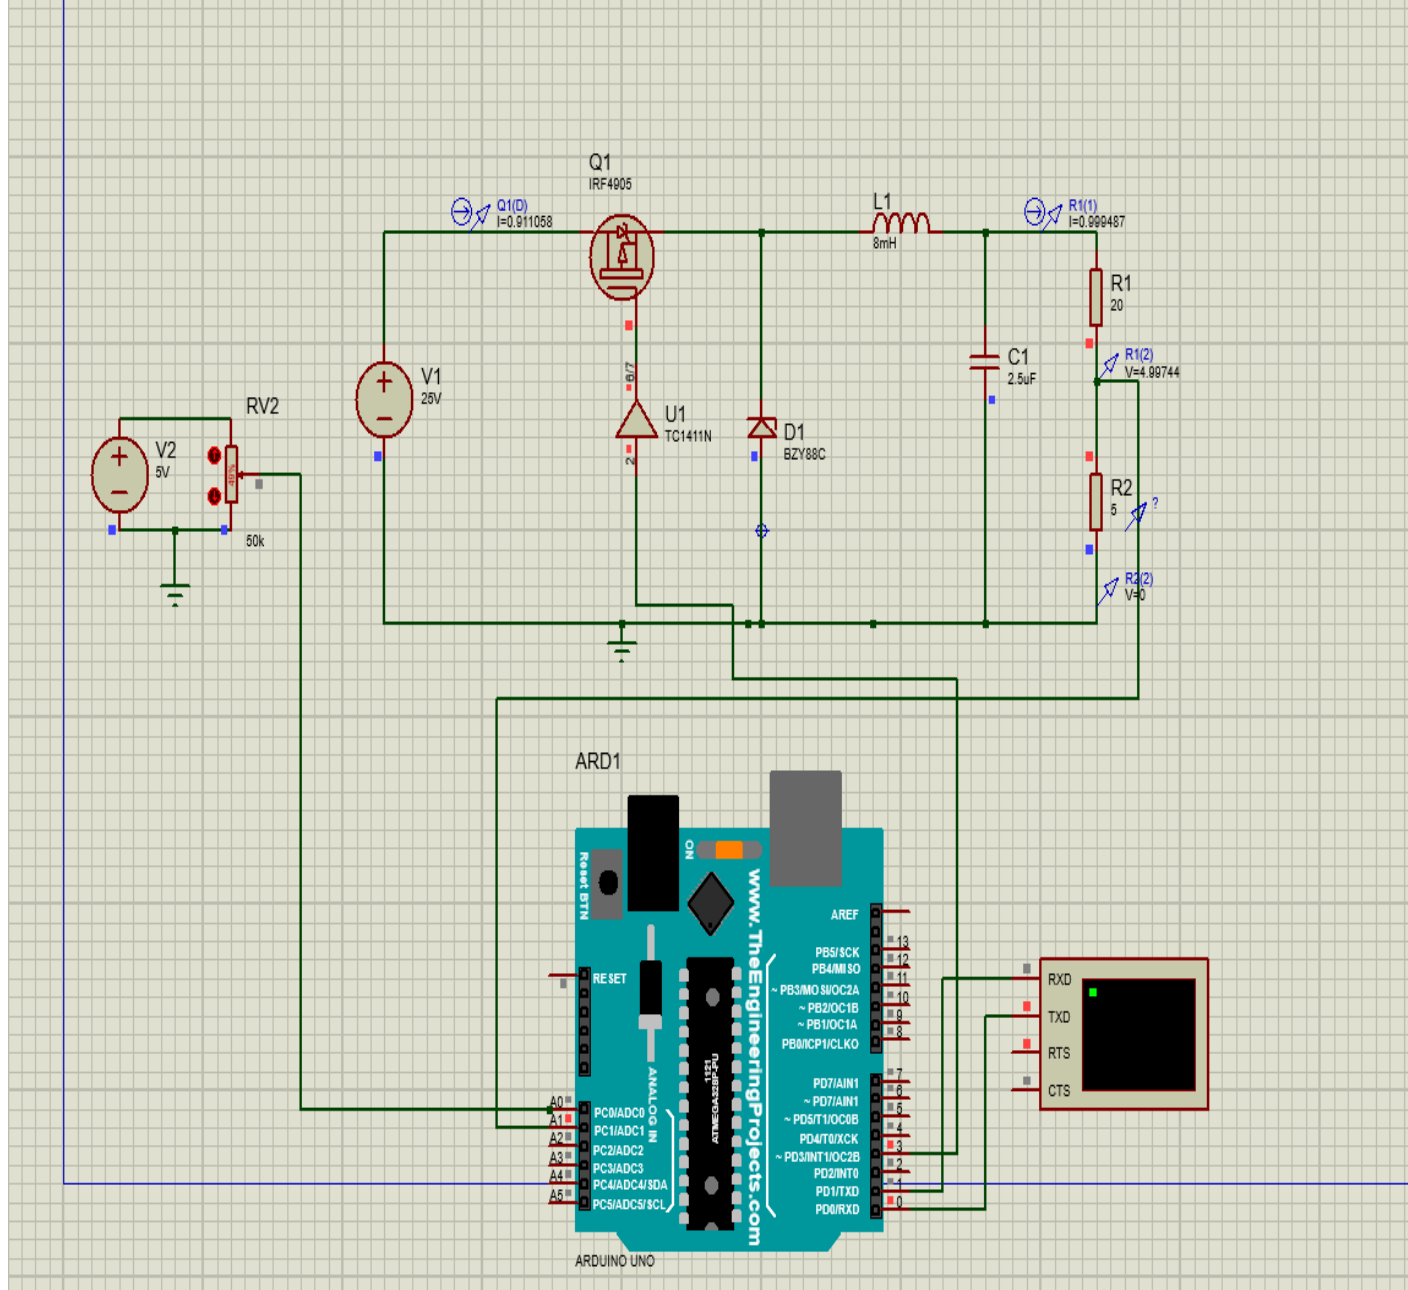 Q1
IRF4905
Q1(D)
I=0.911058
L1
8mH
R1(1)
I=0.999487
R1
20
R1(2)
V=4.99744
C1
2.5uF
V1
25V
6/7
U1
TC1411N
2
D1
BZY88C
RV2
V2
5V
49%
50k
R2
5
?
R2(2)
V=0
ARD1
ON
Reset BTN
www.TheEngineeringProjects.com
AREF
PB5/SCK
13
PB4/MISO
12
~ PB3/MOSI/OC2A
11
~ PB2/OC1B
10
~ PB1/OC1A
9
PB0/ICP1/CLKO
8
RESET
RXD
TXD
RTS
CTS
ANALOG IN
1121
ATMEGA328P-PU
PD7/AIN1
7
~ PD7/AIN1
6
~ PD5/T1/OC0B
5
PD4/T0/XCK
4
~ PD3/INT1/OC2B
3
PD2/INT0
2
PD1/TXD
1
PD0/RXD
0
A0
PC0/ADC0
A1
PC1/ADC1
A2
PC2/ADC2
A3
PC3/ADC3
A4
PC4/ADC4/SDA
A5
PC5/ADC5/SCL
ARDUINO UNO